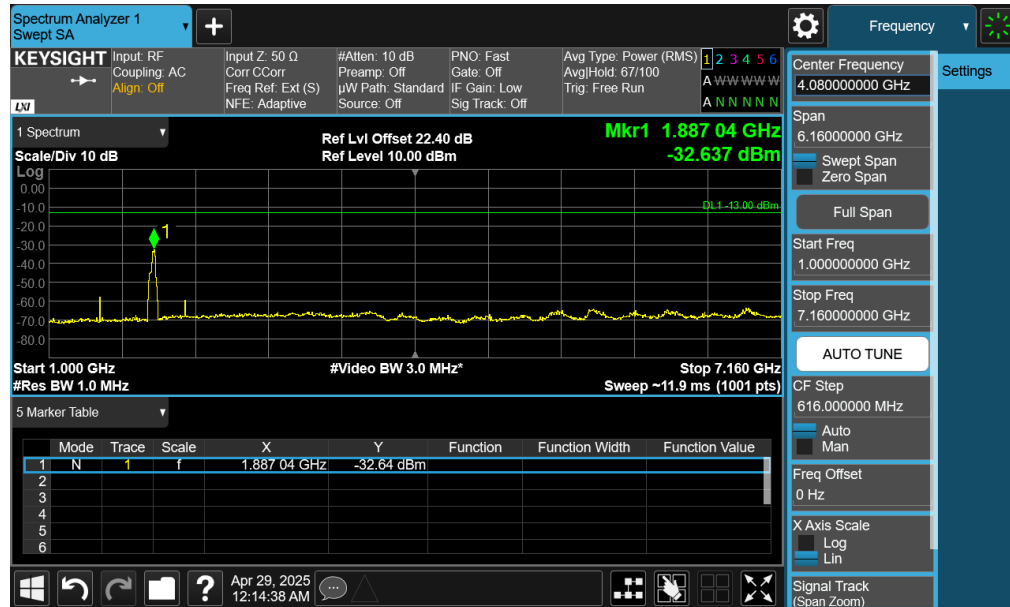 Spectrum Analyzer 1
Swept SA
+
Frequency
KEYSIGHT
LXI
Input: RF
Coupling: AC
Align: Off
Input Z: 50 Ω
Corr CCorr
Freq Ref: Ext (S)
NFE: Adaptive
#Atten: 10 dB
Preamp: Off
µW Path: Standard
Source: Off
PNO: Fast
Gate: Off
IF Gain: Low
Sig Track: Off
Avg Type: Power (RMS)
Avg|Hold: 67/100
Trig: Free Run
1 2 3 4 5 6
A W W W W W
A N N N N N
1 Spectrum
Scale/Div 10 dB
Ref Lvl Offset 22.40 dB
Ref Level 10.00 dBm
Mkr1 1.887 04 GHz
-32.637 dBm
Log
0.00
-10.0
-20.0
-30.0
-40.0
-50.0
-60.0
-70.0
-80.0
DL1 -13.00 dBm
1
Start 1.000 GHz
#Res BW 1.0 MHz
#Video BW 3.0 MHz*
Stop 7.160 GHz
Sweep ~11.9 ms (1001 pts)
5 Marker Table
Mode Trace Scale X Y Function Function Width Function Value
1 N 1 f 1.887 04 GHz -32.64 dBm
2
3
4
5
6
Center Frequency
4.080000000 GHz
Span
6.16000000 GHz
Swept Span
Zero Span
Full Span
Start Freq
1.000000000 GHz
Stop Freq
7.160000000 GHz
AUTO TUNE
CF Step
616.000000 MHz
Auto
Man
Freq Offset
0 Hz
X Axis Scale
Log
Lin
Signal Track
(Span Zoom)
Settings
?
Apr 29, 2025
12:14:38 AM